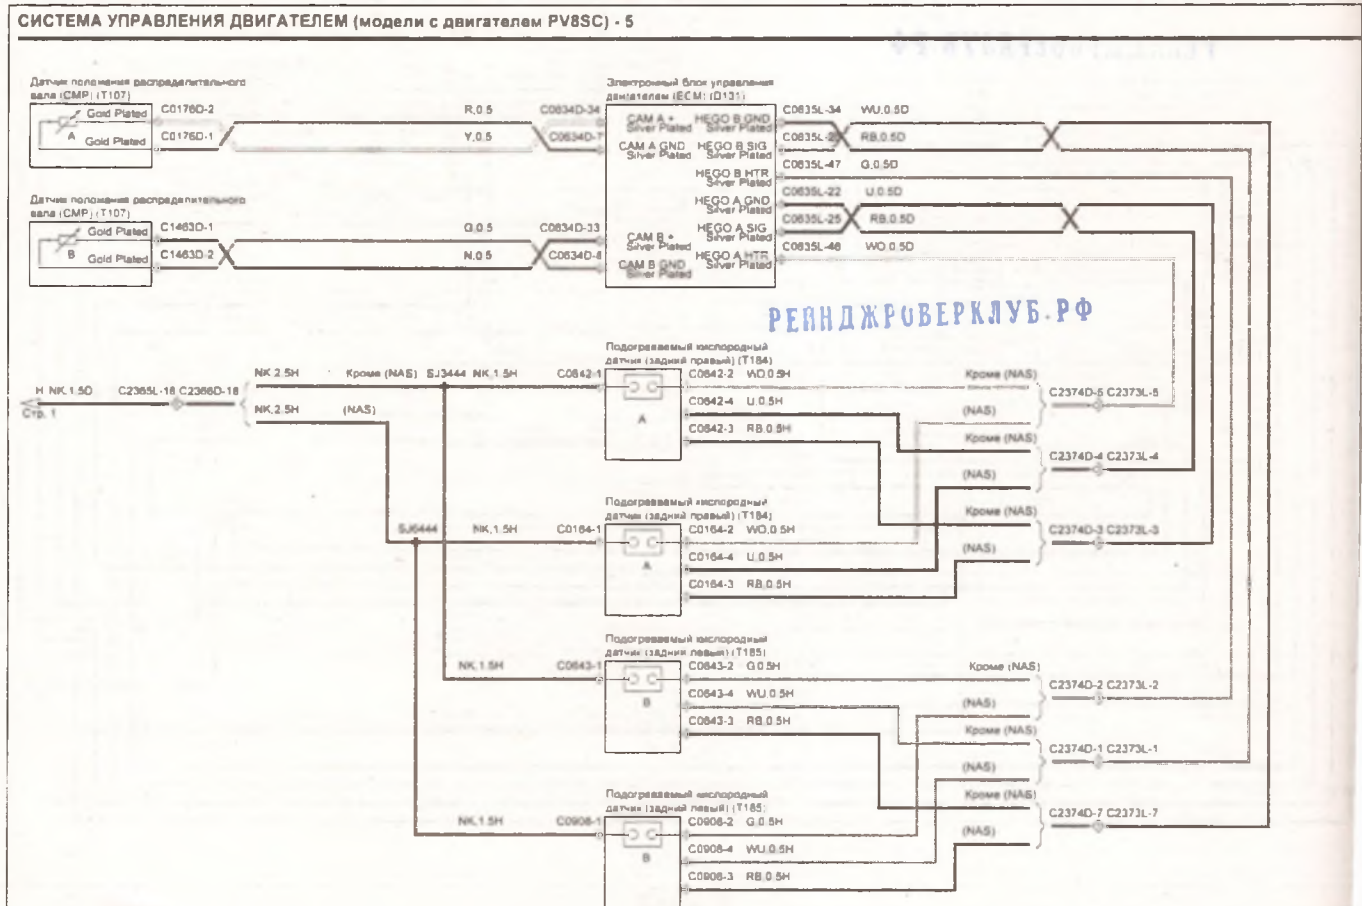 СИСТЕМА УПРАВЛЕНИЯ ДВИГАТЕЛЕМ (модели с двигателем PV8SC) - 5
Датчик положения распределительного
вала (CMP) (T107)
Gold Plated
A
Gold Plated
C0176D-2
C0176D-1
R,0.5
Y,0.5
C0634D-34
C0634D-7
Электронный блок управления
двигателем (ECM) (D131)
CAM A +
Silver Plated
CAM A GND
Silver Plated
HEGO B GND
Silver Plated
HEGO B SIG
Silver Plated
HEGO B HTR
Silver Plated
HEGO A GND
Silver Plated
HEGO A SIG
Silver Plated
HEGO A HTR
Silver Plated
CAM B +
Silver Plated
CAM B GND
Silver Plated
C0635L-34 WU,0.5D
RB,0.5D
C0635L-47 G,0.5D
C0635L-22 U,0.5D
C0635L-25 RB,0.5D
C0635L-46 WO,0.5D
Датчик положения распределительного
вала (CMP) (T107)
Gold Plated
B
Gold Plated
C1463D-1
C1463D-2
G,0.5
N,0.5
C0634D-33
C0634D-6
РЕЙНДЖРОВЕРКЛУБ.РФ
H NK,1.5D
Стр. 1
C2365L-18 C2366D-18
NK,2.5H Кроме (NAS) SJ3444 NK,1.5H C0642-1
NK,2.5H (NAS)
Подогреваемый кислородный
датчик (задний правый) (T184)
A
C0642-2 WO,0.5H
C0642-4 U,0.5H
C0642-3 RB,0.5H
Кроме (NAS)
(NAS)
C2374D-5 C2373L-5
Кроме (NAS)
(NAS)
C2374D-4 C2373L-4
Кроме (NAS)
(NAS)
C2374D-3 C2373L-3
Подогреваемый кислородный
датчик (задний правый) (T184)
SJ6444 NK,1.5H C0164-1
A
C0164-2 WO,0.5H
C0164-4 U,0.5H
C0164-3 RB,0.5H
Подогреваемый кислородный
датчик (задний левый) (T185)
NK,1.5H C0643-1
B
C0643-2 G,0.5H
C0643-4 WU,0.5H
C0643-3 RB,0.5H
Кроме (NAS)
(NAS)
C2374D-2 C2373L-2
Кроме (NAS)
(NAS)
C2374D-1 C2373L-1
Кроме (NAS)
(NAS)
C2374D-7 C2373L-7
Подогреваемый кислородный
датчик (задний левый) (T185)
NK,1.5H C0908-1
B
C0908-2 G,0.5H
C0908-4 WU,0.5H
C0908-3 RB,0.5H